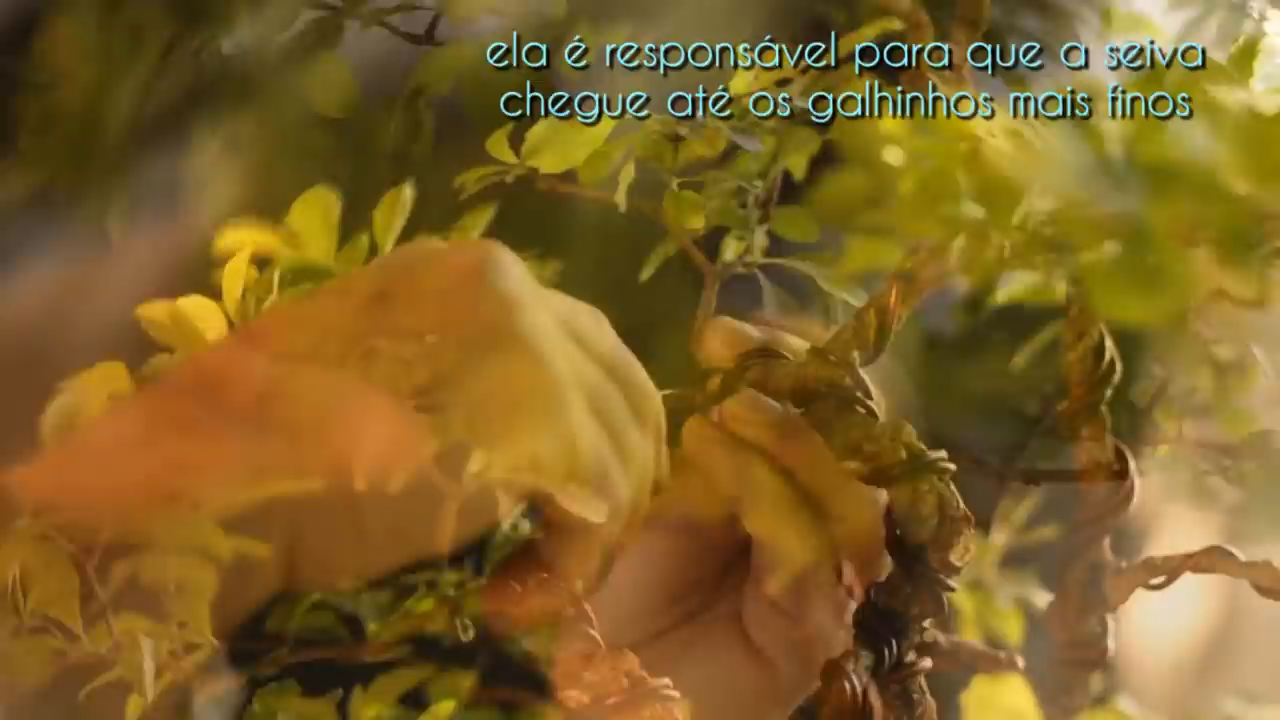 ela é responsável para que a seiva
chegue até os galhinhos mais finos